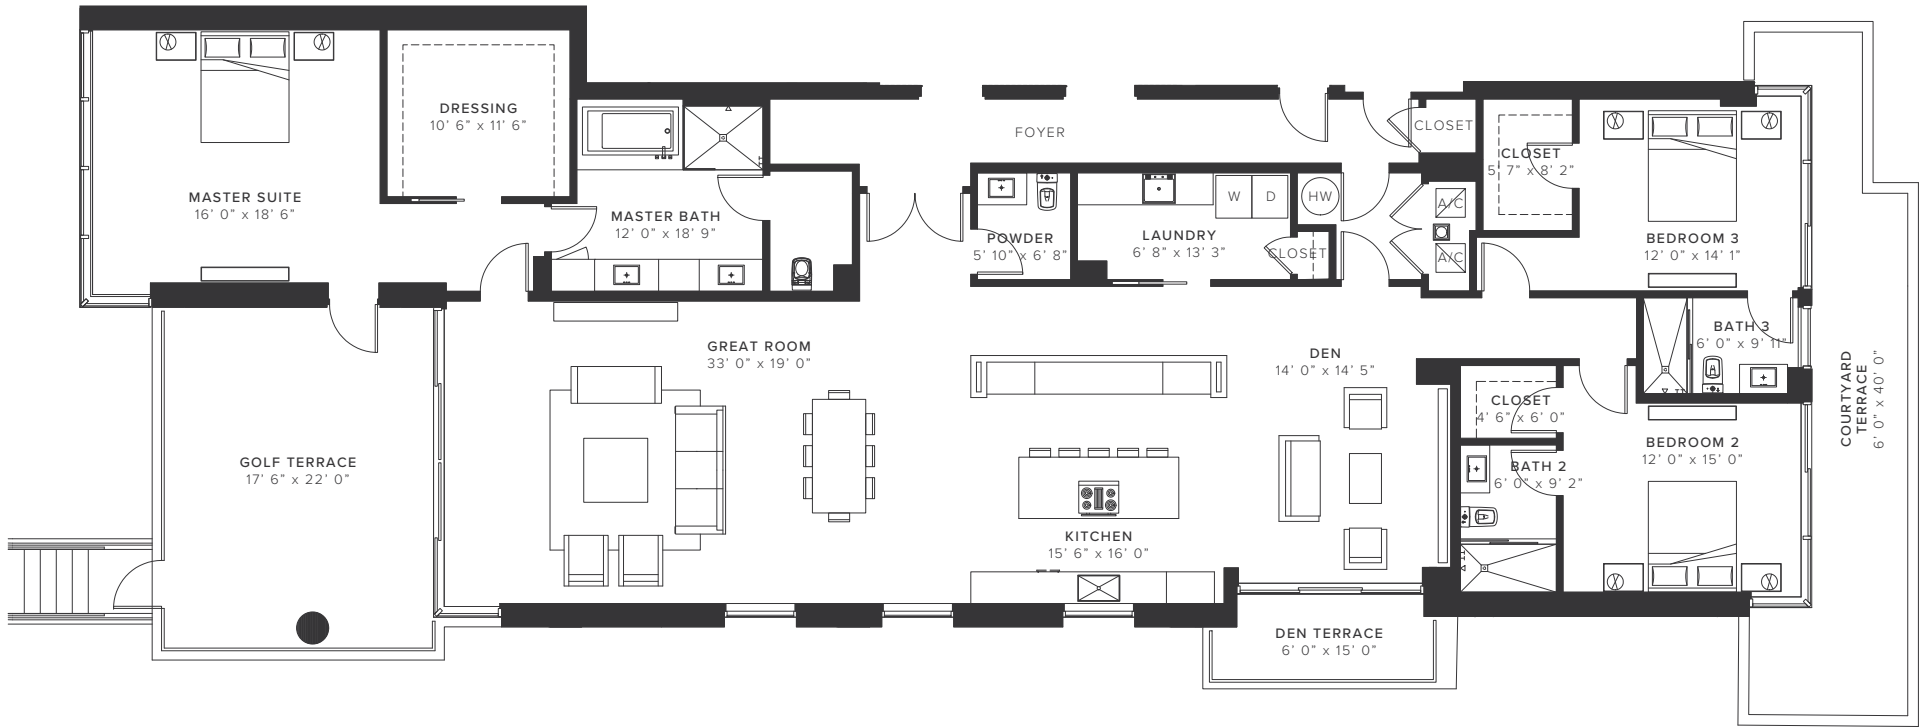 MASTER SUITE
16' 0" x 18' 6"
DRESSING
10' 6" x 11' 6"
MASTER BATH
12' 0" x 18' 9"
FOYER
POWDER
5' 10" x 6' 8"
LAUNDRY
6' 8" x 13' 3"
W
D
HW
CLOSET
A/C
A/C
CLOSET
CLOSET
5' 7" x 8' 2"
BEDROOM 3
12' 0" x 14' 1"
BATH 3
6' 0" x 9' 11"
GREAT ROOM
33' 0" x 19' 0"
DEN
14' 0" x 14' 5"
CLOSET
4' 6" x 6' 0"
BATH 2
6' 0" x 9' 2"
BEDROOM 2
12' 0" x 15' 0"
COURTYARD
TERRACE
6' 0" x 40' 0"
GOLF TERRACE
17' 6" x 22' 0"
KITCHEN
15' 6" x 16' 0"
DEN TERRACE
6' 0" x 15' 0"